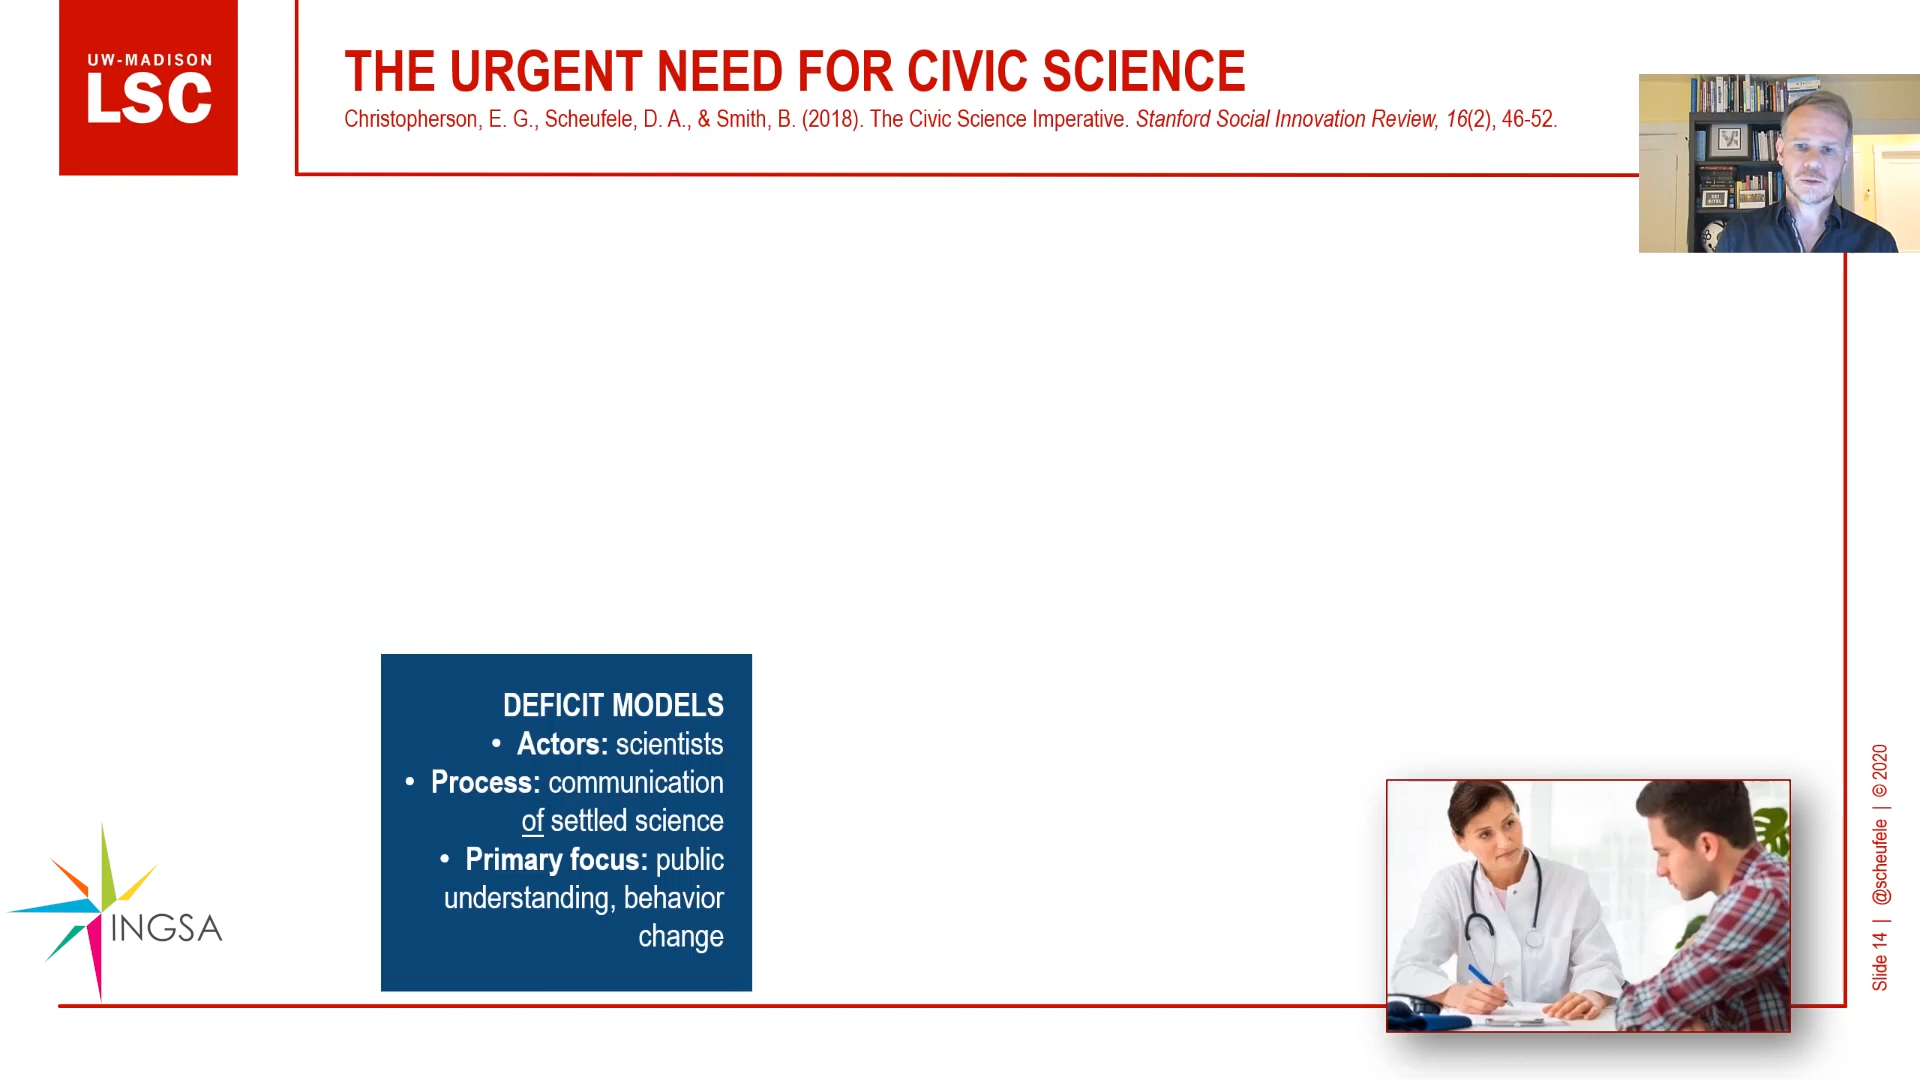 UW-MADISON
LSC
THE URGENT NEED FOR CIVIC SCIENCE
Christopherson, E. G., Scheufele, D. A., & Smith, B. (2018). The Civic Science Imperative. Stanford Social Innovation Review, 16(2), 46-52.
DEFICIT MODELS
• Actors: scientists
• Process: communication
of settled science
• Primary focus: public
understanding, behavior
change
INGSA
Slide 14 | @scheufele | © 2020